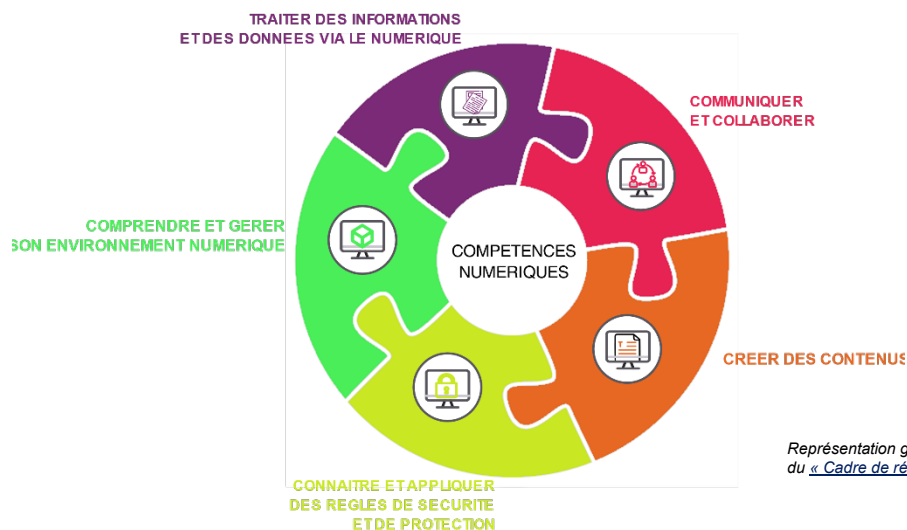 TRAITER DES INFORMATIONS
ET DES DONNEES VIA LE NUMERIQUE
COMMUNIQUER
ET COLLABORER
COMPRENDRE ET GERER
SON ENVIRONNEMENT NUMERIQUE
COMPETENCES
NUMERIQUES
CREER DES CONTENUS
Représentation g
du « Cadre de ré
CONNAITRE ET APPLIQUER
DES REGLES DE SECURITE
ET DE PROTECTION